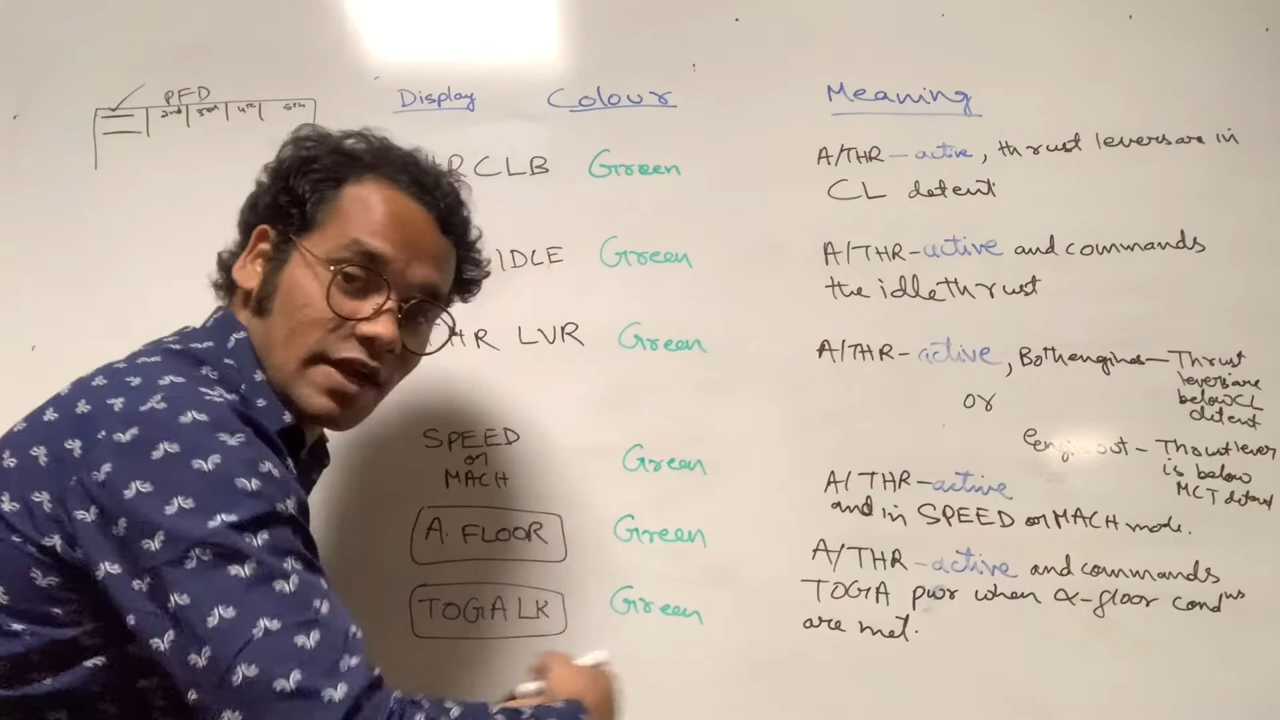 PFD
2nd 3rd 4th 5th
Display Colour Meaning
R CLB Green A/THR - active, thrust levers are in
CL detent
IDLE Green A/THR - active and commands
the idle thrust
HR LVR Green A/THR - active, Both engines - Thrust
levers are
below CL
detent
or
out - Thrust lever
is below
MCT detent
SPEED
or
MACH
Green
A/THR - active
and in SPEED or MACH mode.
A. FLOOR Green A/THR - active and commands
TOGA LK Green TOGA pwr when α-floor condns
are met.